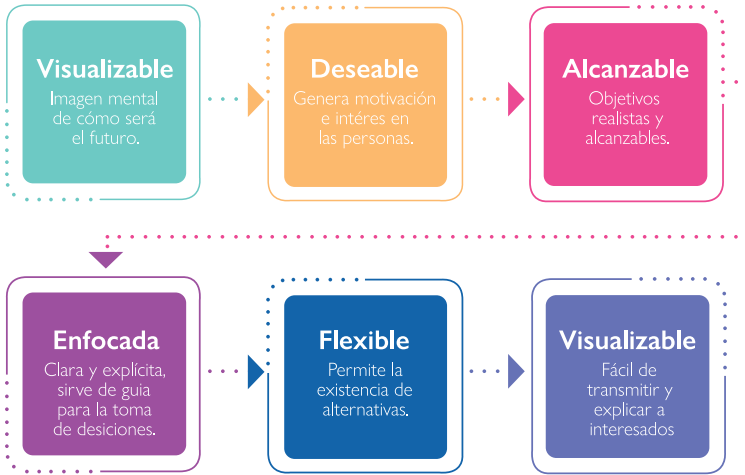 Visualizable
Imagen mental
de cómo será
el futuro.
Deseable
Genera motivación
e intéres en
las personas.
Alcanzable
Objetivos
realistas y
alcanzables.
Enfocada
Clara y explícita,
sirve de guia
para la toma
de desiciones.
Flexible
Permite la
existencia de
alternativas.
Visualizable
Fácil de
transmitir y
explicar a
interesados